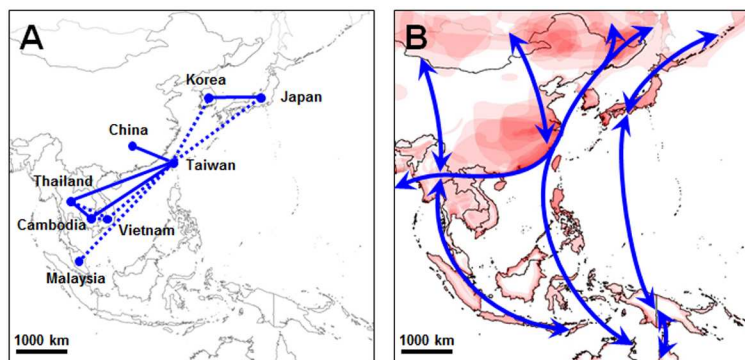 A
Korea
Japan
China
Taiwan
Thailand
Cambodia
Vietnam
Malaysia
1000 km
B
1000 km